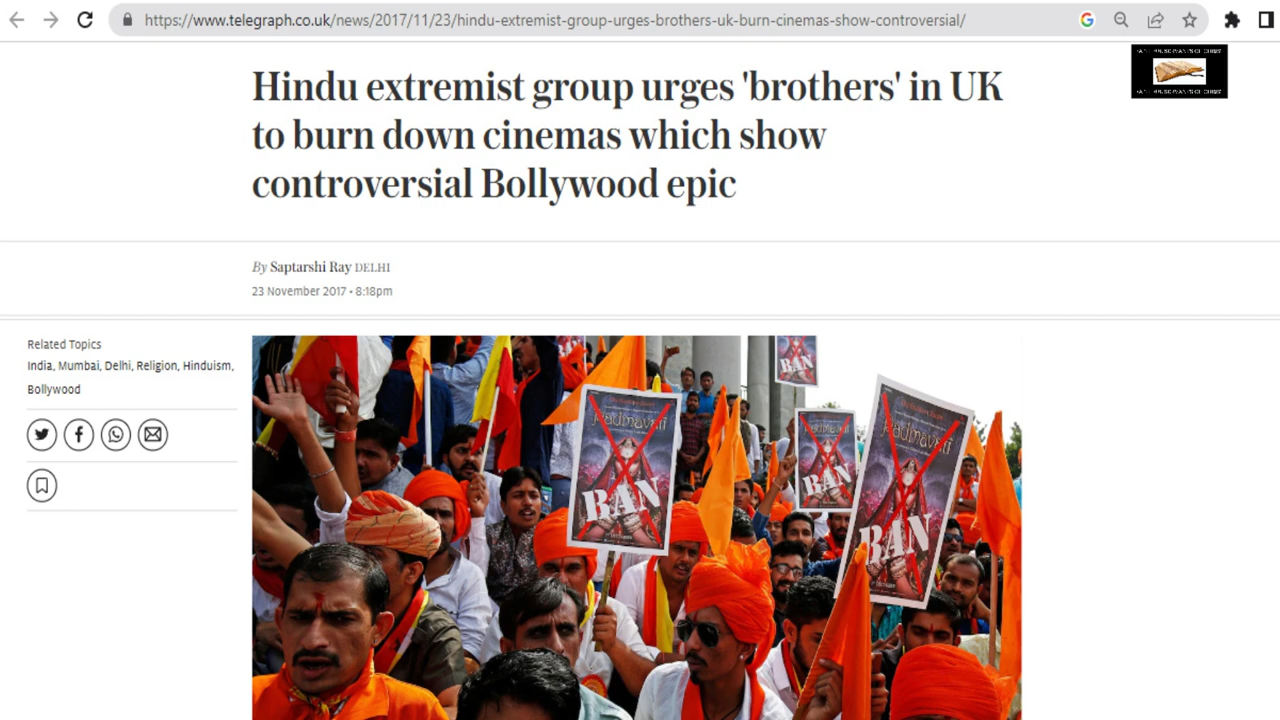 https://www.telegraph.co.uk/news/2017/11/23/hindu-extremist-group-urges-brothers-uk-burn-cinemas-show-controversial/
Hindu extremist group urges 'brothers' in UK
to burn down cinemas which show
controversial Bollywood epic
By Saptarshi Ray DELHI
23 November 2017 • 8:18pm
Related Topics
India, Mumbai, Delhi, Religion, Hinduism,
Bollywood
BAN
Padmavati
BAN
Padmavati
BAN
Padmavati
BAN